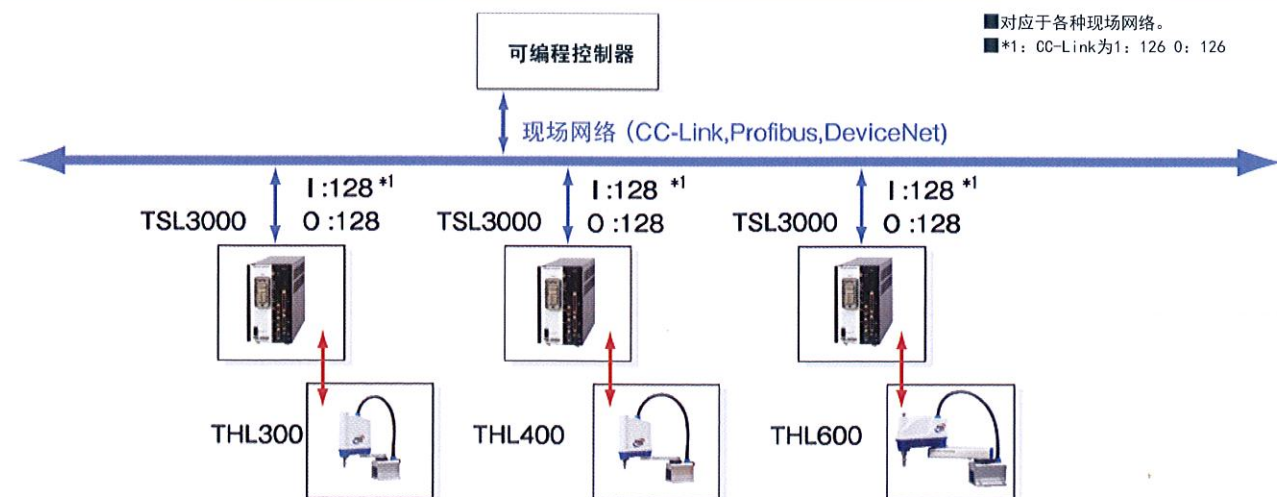 ■对应于各种现场网络。
■*1: CC-Link为1: 126 0: 126
可编程控制器
现场网络 (CC-Link,Profibus,DeviceNet)
I:128 *1
O:128
TSL3000
I:128 *1
O:128
TSL3000
I:128 *1
O:128
TSL3000
THL300
THL400
THL600